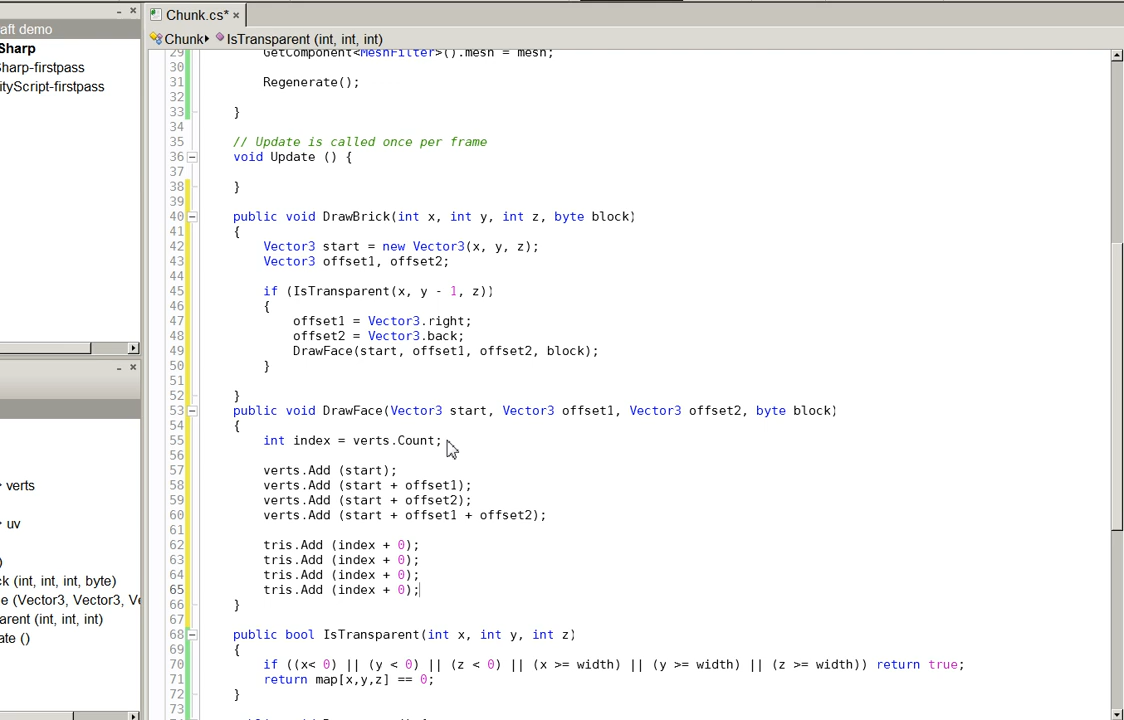 aft demo
Sharp
harp-firstpass
ityScript-firstpass
verts
uv
)
ck (int, int, int, byte)
e (Vector3, Vector3, Ve
arent (int, int, int)
ate ()
Chunk.cs*
Chunk IsTransparent (int, int, int)
29 GetComponent<MeshFilter>().mesh = mesh;
30
31 Regenerate();
32
33 }
34
35 // Update is called once per frame
36 void Update () {
37
38 }
39
40 public void DrawBrick(int x, int y, int z, byte block)
41 {
42 Vector3 start = new Vector3(x, y, z);
43 Vector3 offset1, offset2;
44
45 if (IsTransparent(x, y - 1, z))
46 {
47 offset1 = Vector3.right;
48 offset2 = Vector3.back;
49 DrawFace(start, offset1, offset2, block);
50 }
51
52 }
53 public void DrawFace(Vector3 start, Vector3 offset1, Vector3 offset2, byte block)
54 {
55 int index = verts.Count;
56
57 verts.Add (start);
58 verts.Add (start + offset1);
59 verts.Add (start + offset2);
60 verts.Add (start + offset1 + offset2);
61
62 tris.Add (index + 0);
63 tris.Add (index + 0);
64 tris.Add (index + 0);
65 tris.Add (index + 0);
66 }
67
68 public bool IsTransparent(int x, int y, int z)
69 {
70 if ((x< 0) || (y < 0) || (z < 0) || (x >= width) || (y >= width) || (z >= width)) return true;
71 return map[x,y,z] == 0;
72 }
73